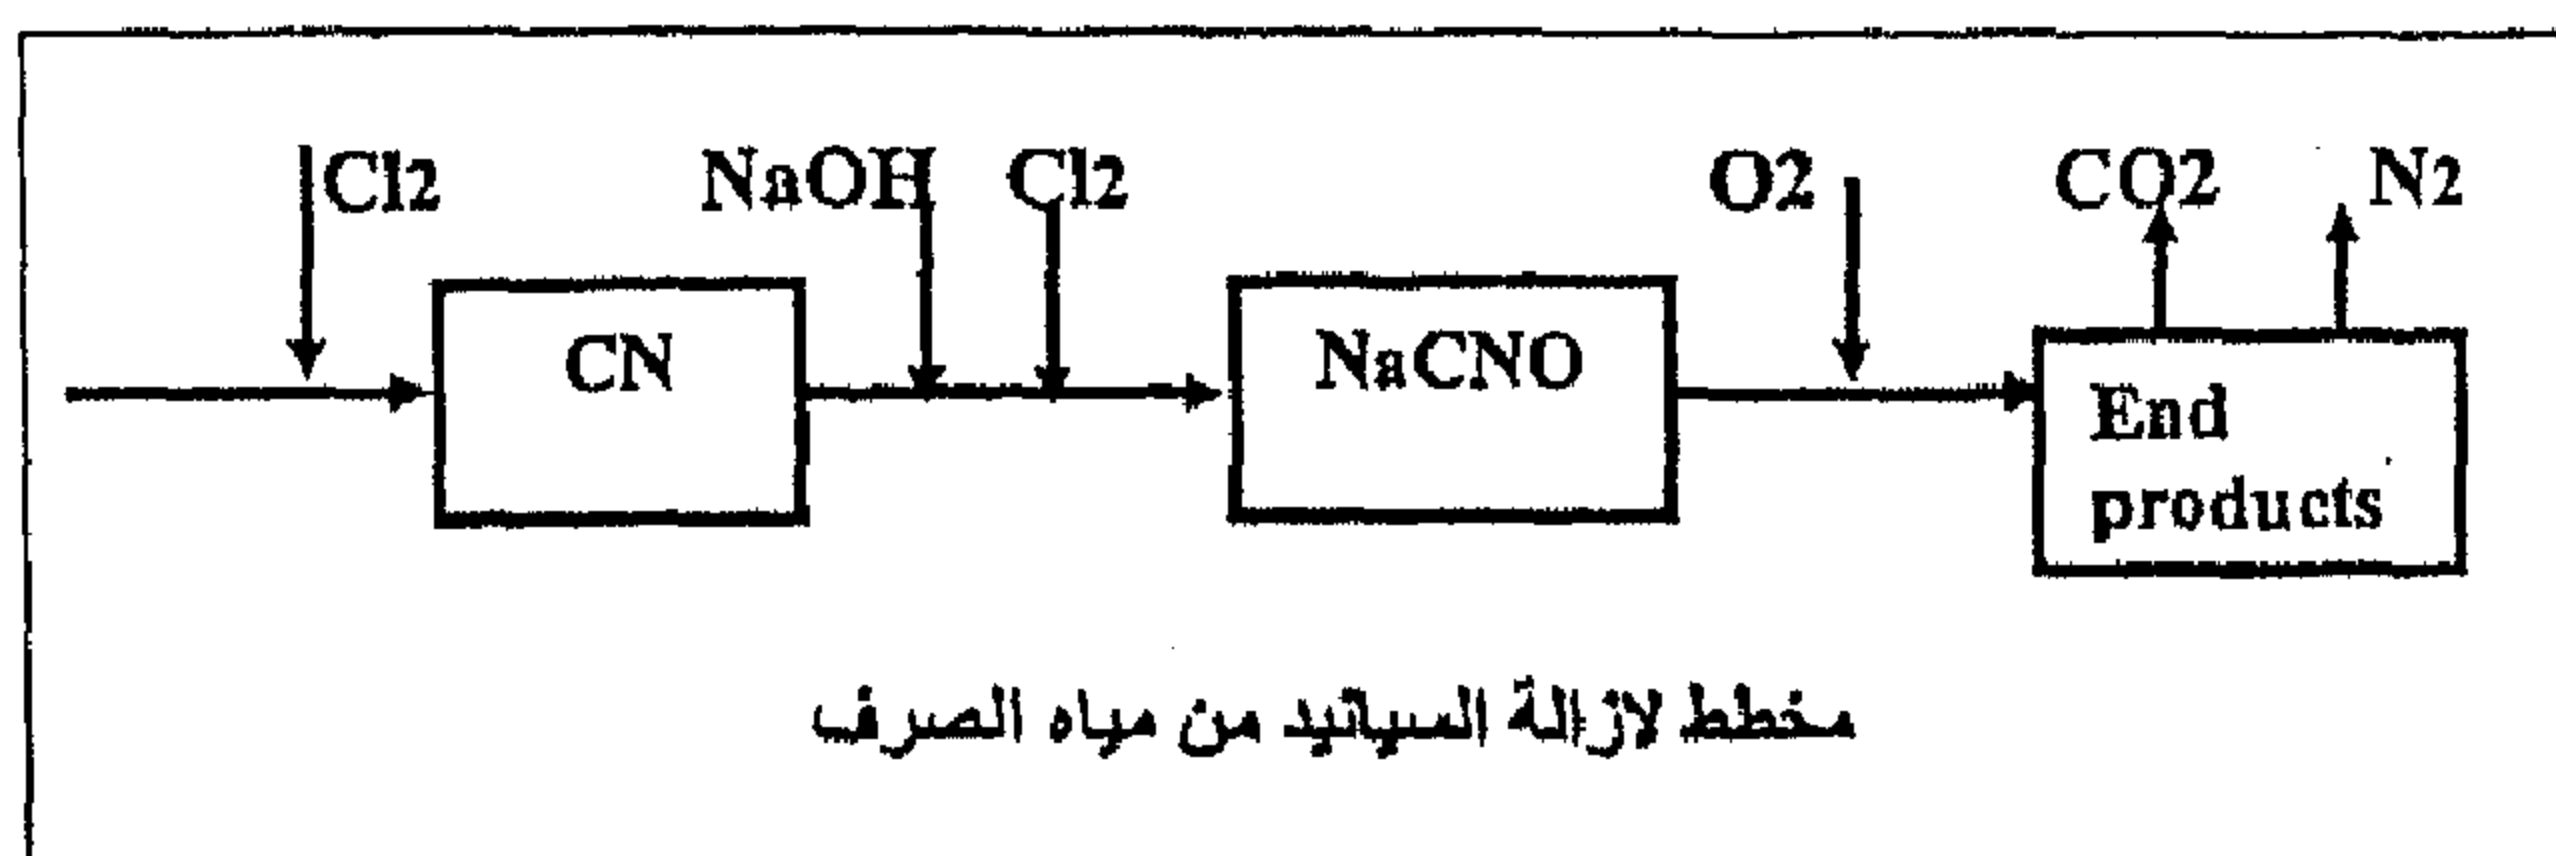 Cl2 NaOH Cl2 O2 CO2 N2
CN NaCNO End
products
مخطط لازالة السيانيد من مياه الصرف